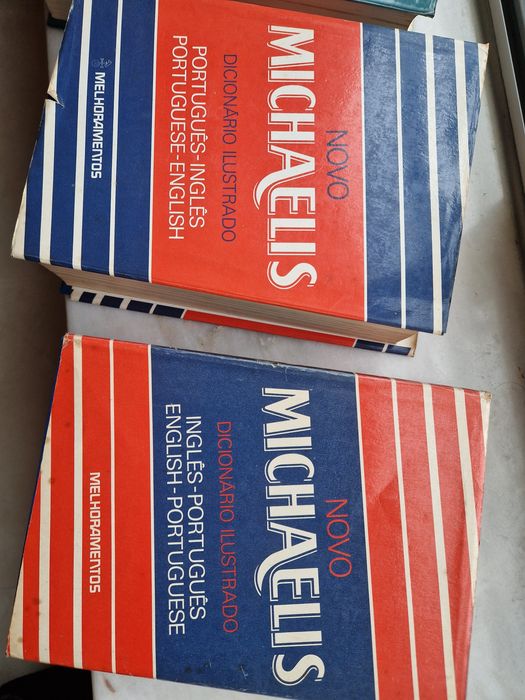 NOVO
MICHAELIS
DICIONÁRIO ILUSTRADO
PORTUGUÊS-INGLÊS
PORTUGUESE-ENGLISH
MELHORAMENTOS
NOVO
MICHAELIS
DICIONÁRIO ILUSTRADO
INGLÊS-PORTUGUÊS
ENGLISH-PORTUGUESE
MELHORAMENTOS